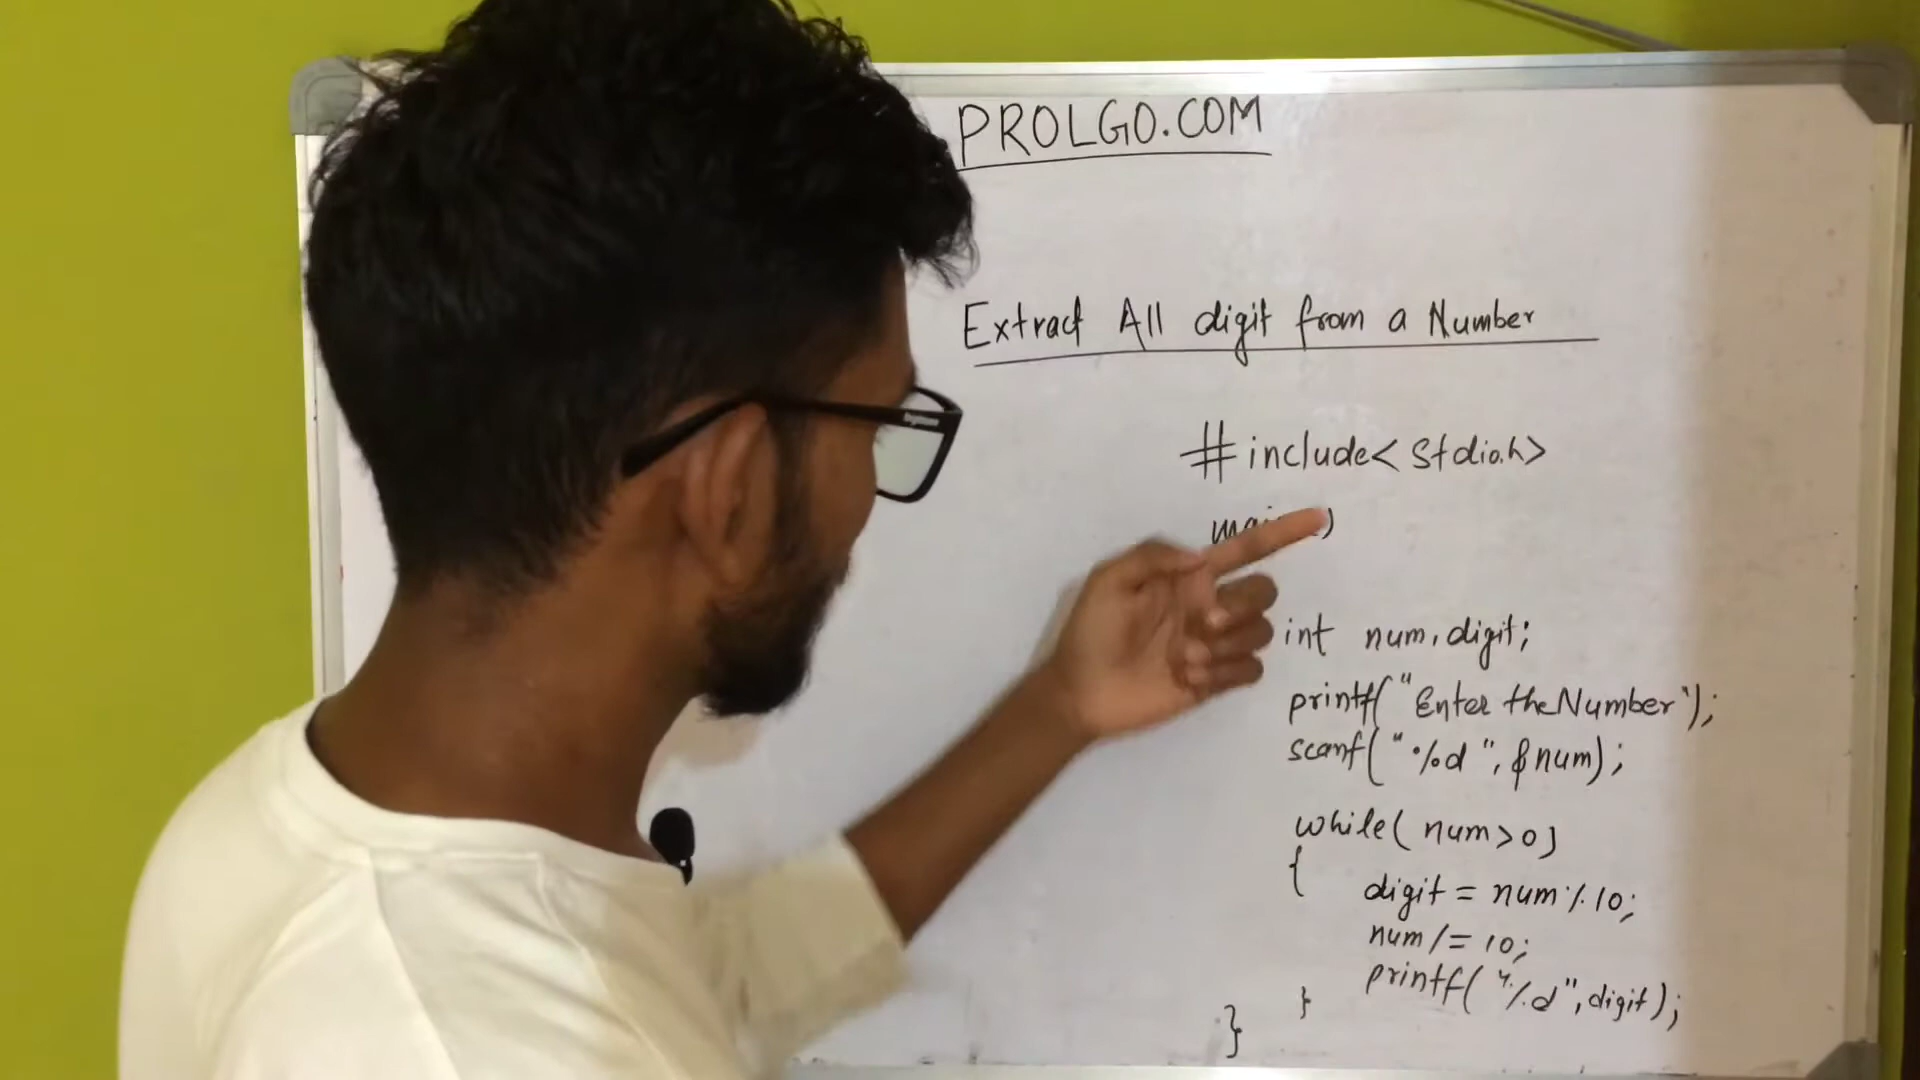 PROLGO.COM
Extract All digit from a Number
#include<stdio.h>
main()
int num, digit;
printf("Enter the Number");
scanf("%d", &num);
while( num>0)
{
digit = num % 10;
num /= 10;
printf("%d", digit);
}
}